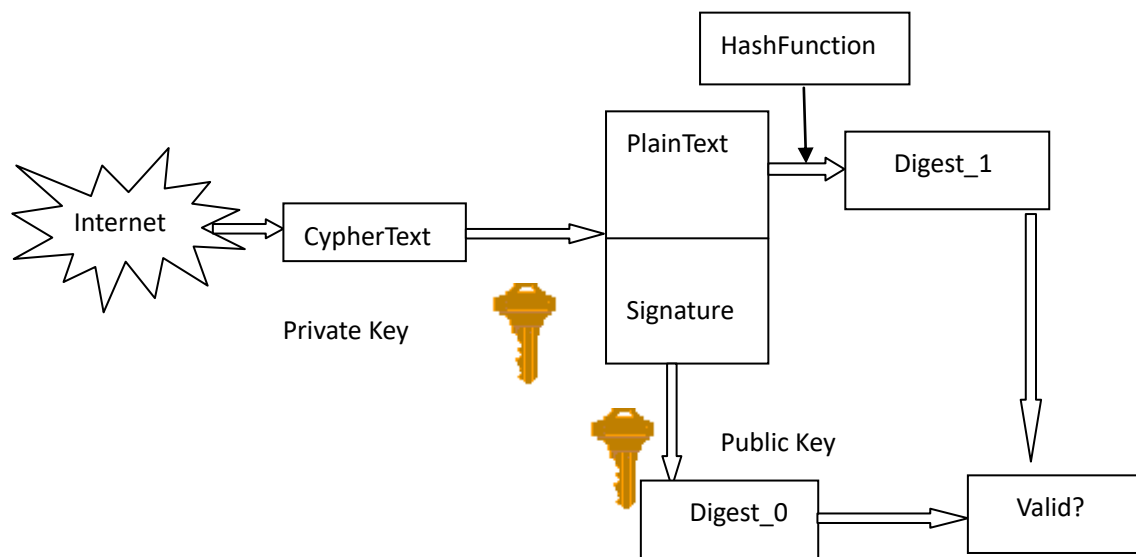 HashFunction
PlainText
Digest_1
Internet
CypherText
Signature
Private Key
Public Key
Digest_0
Valid?